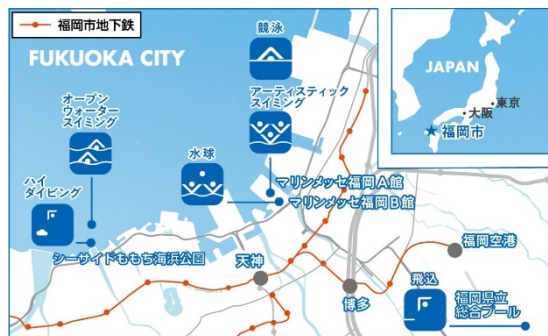 福岡市地下鉄
FUKUOKA CITY
競泳
アーティスティック
スイミング
オープン
ウォーター
スイミング
水球
ハイ
ダイビング
マリンメッセ福岡A館
マリンメッセ福岡B館
シーサイドももち海浜公園
天神
博多
福岡空港
飛込
福岡県立
総合プール
JAPAN
東京
大阪
福岡市